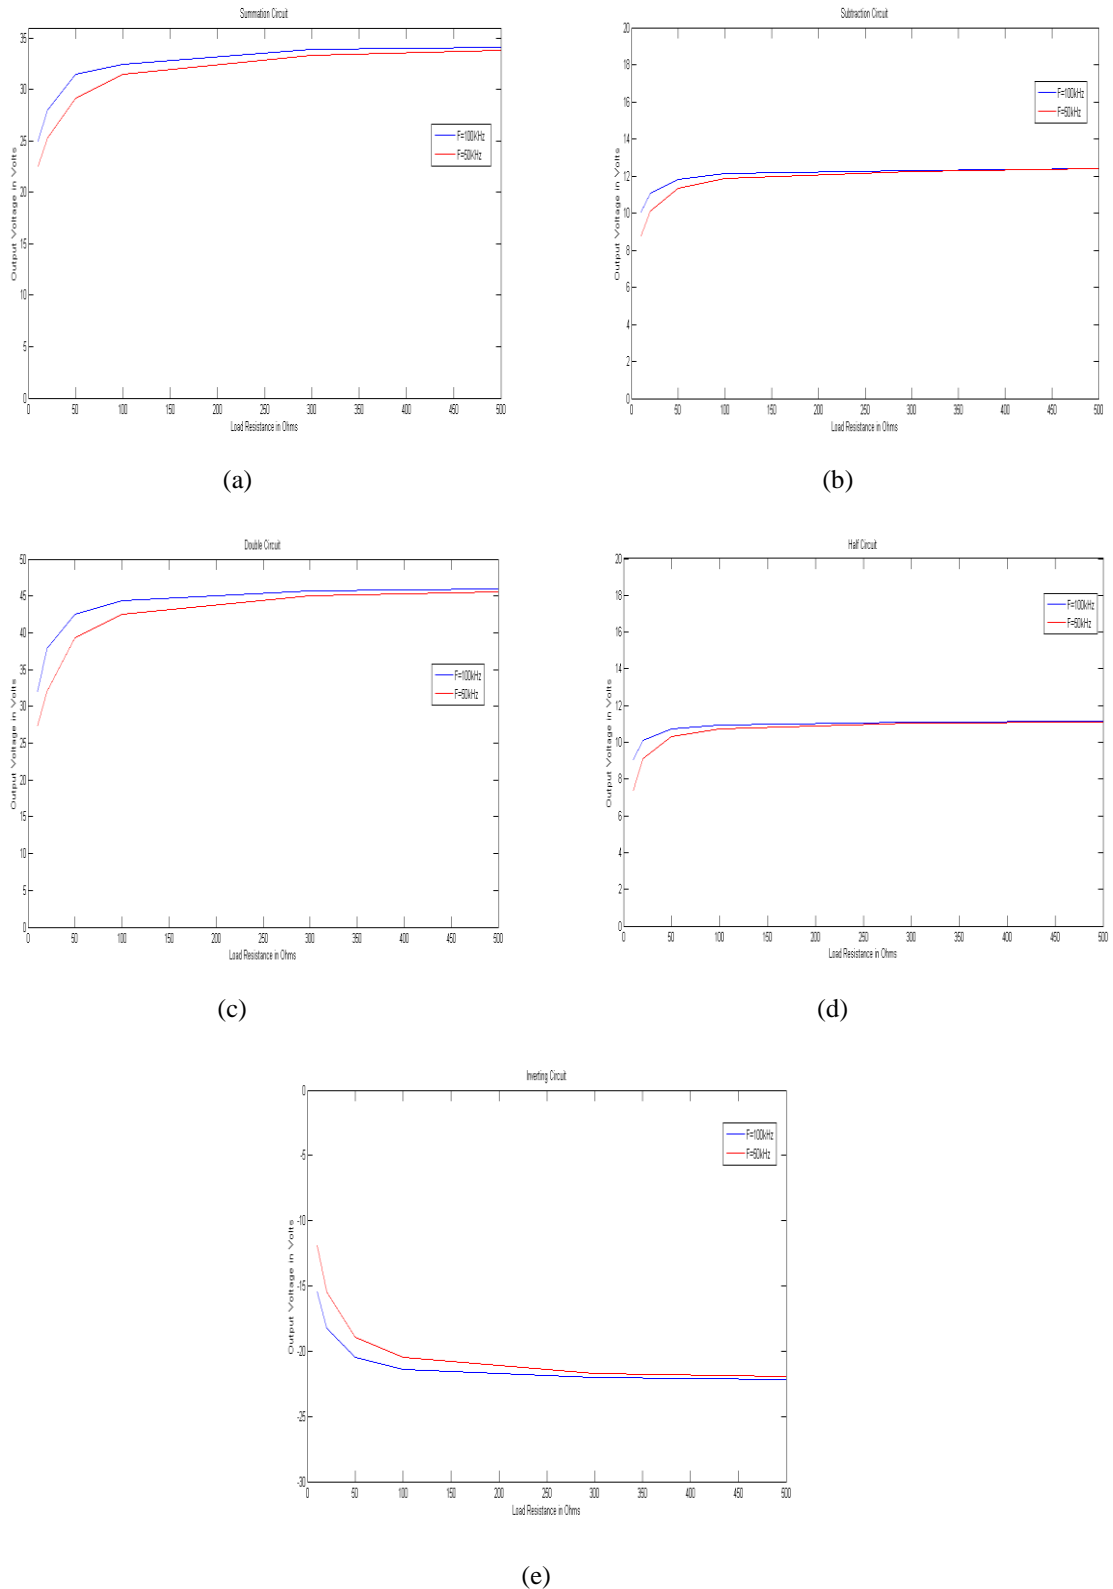 Summation Circuit
35
30
25
20
15
10
5
0
Output Voltage in Volts
F=100kHz
F=50kHz
0 50 100 150 200 250 300 350 400 450 500
Load Resistance in Ohms
(a)
Subtraction Circuit
20
18
16
14
12
10
8
6
4
2
0
Output Voltage in Volts
F=100kHz
F=50kHz
0 50 100 150 200 250 300 350 400 450 500
Load Resistance in Ohms
(b)
Double Circuit
50
45
40
35
30
25
20
15
10
5
0
Output Voltage in Volts
F=100kHz
F=50kHz
0 50 100 150 200 250 300 350 400 450 500
Load Resistance in Ohms
(c)
Half Circuit
20
18
16
14
12
10
8
6
4
2
0
Output Voltage in Volts
F=100kHz
F=50kHz
0 50 100 150 200 250 300 350 400 450 500
Load Resistance in Ohms
(d)
Inverting Circuit
0
-5
-10
-15
-20
-25
-30
Output Voltage in Volts
F=100kHz
F=50kHz
0 50 100 150 200 250 300 350 400 450 500
Load Resistance in Ohms
(e)